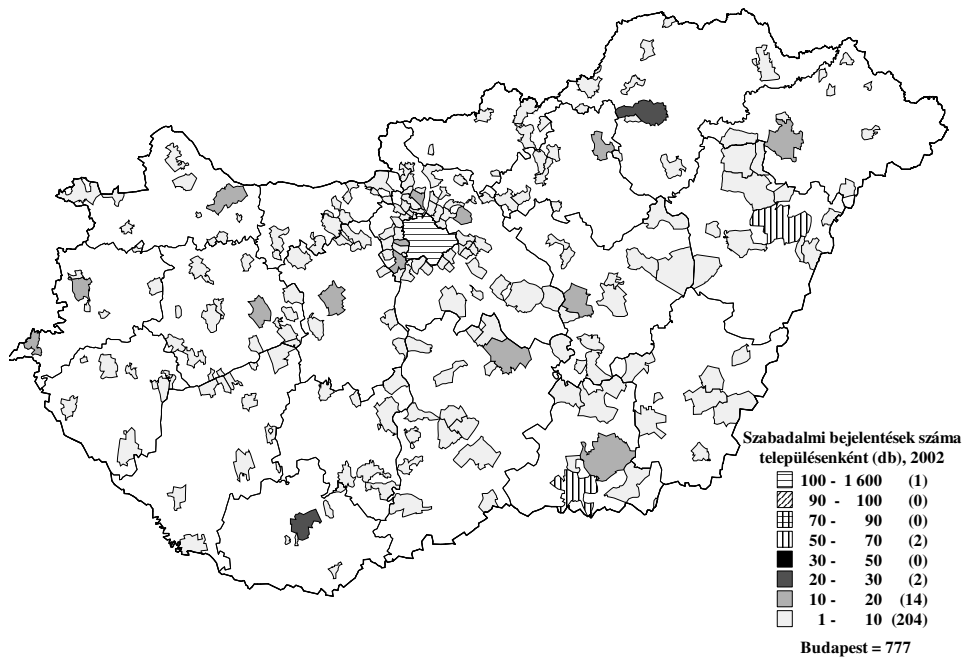 Szabadalmi bejelentések száma
településenként (db), 2002
100 - 1 600 (1)
90 - 100 (0)
70 - 90 (0)
50 - 70 (2)
30 - 50 (0)
20 - 30 (2)
10 - 20 (14)
1 - 10 (204)
Budapest = 777